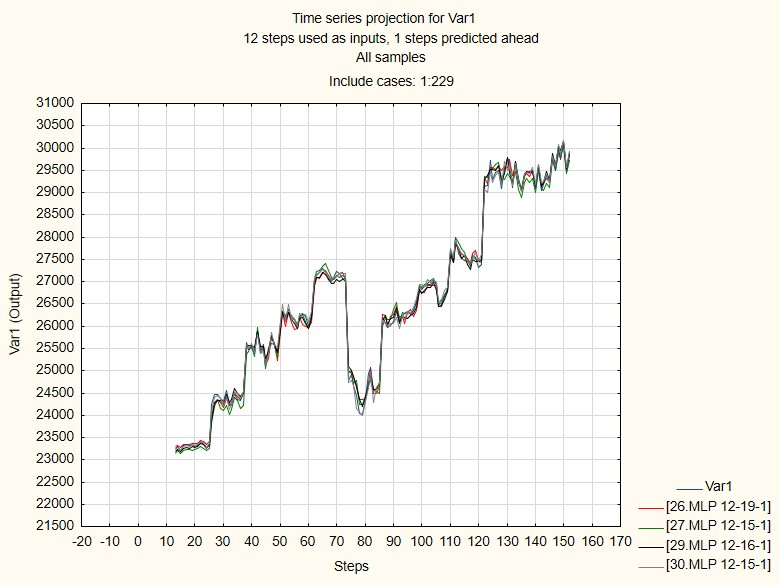 Time series projection for Var1
12 steps used as inputs, 1 steps predicted ahead
All samples
Include cases: 1:229
31000
30500
30000
29500
29000
28500
28000
27500
27000
26500
26000
25500
25000
24500
24000
23500
23000
22500
22000
21500
Var1 (Output)
-20 -10 0 10 20 30 40 50 60 70 80 90 100 110 120 130 140 150 160 170
Steps
Var1
[26.MLP 12-19-1]
[27.MLP 12-15-1]
[29.MLP 12-16-1]
[30.MLP 12-15-1]